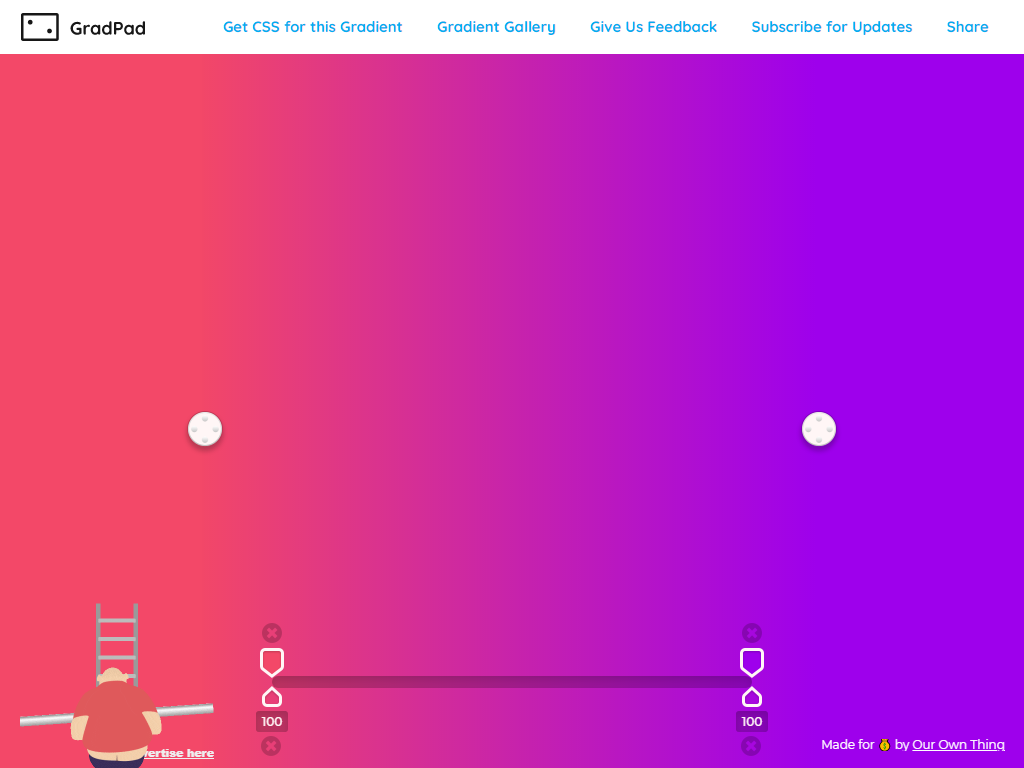 GradPad
Get CSS for this Gradient
Gradient Gallery
Give Us Feedback
Subscribe for Updates
Share
100
100
here
Made for by Our Own Thing